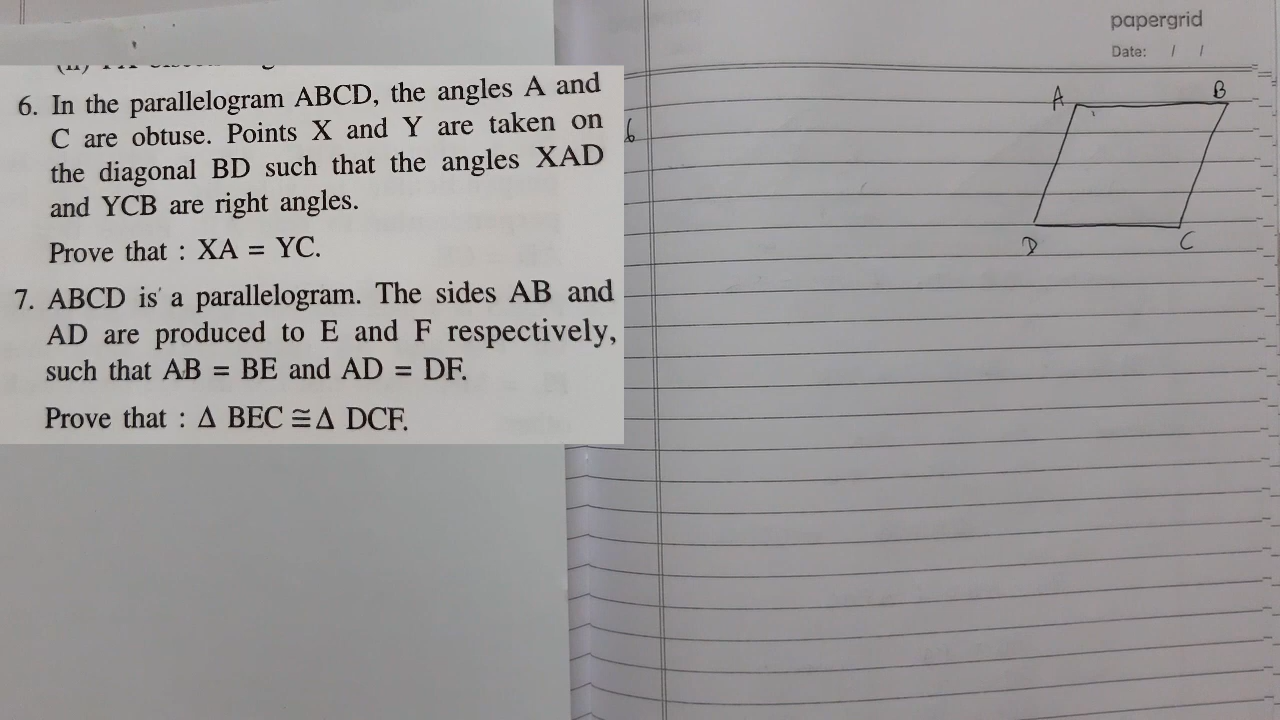 6. In the parallelogram ABCD, the angles A and
C are obtuse. Points X and Y are taken on
the diagonal BD such that the angles XAD
and YCB are right angles.
Prove that : XA = YC.
7. ABCD is a parallelogram. The sides AB and
AD are produced to E and F respectively,
such that AB = BE and AD = DF.
Prove that : Δ BEC ≅ Δ DCF.
papergrid
Date: / /
6
A B
D C